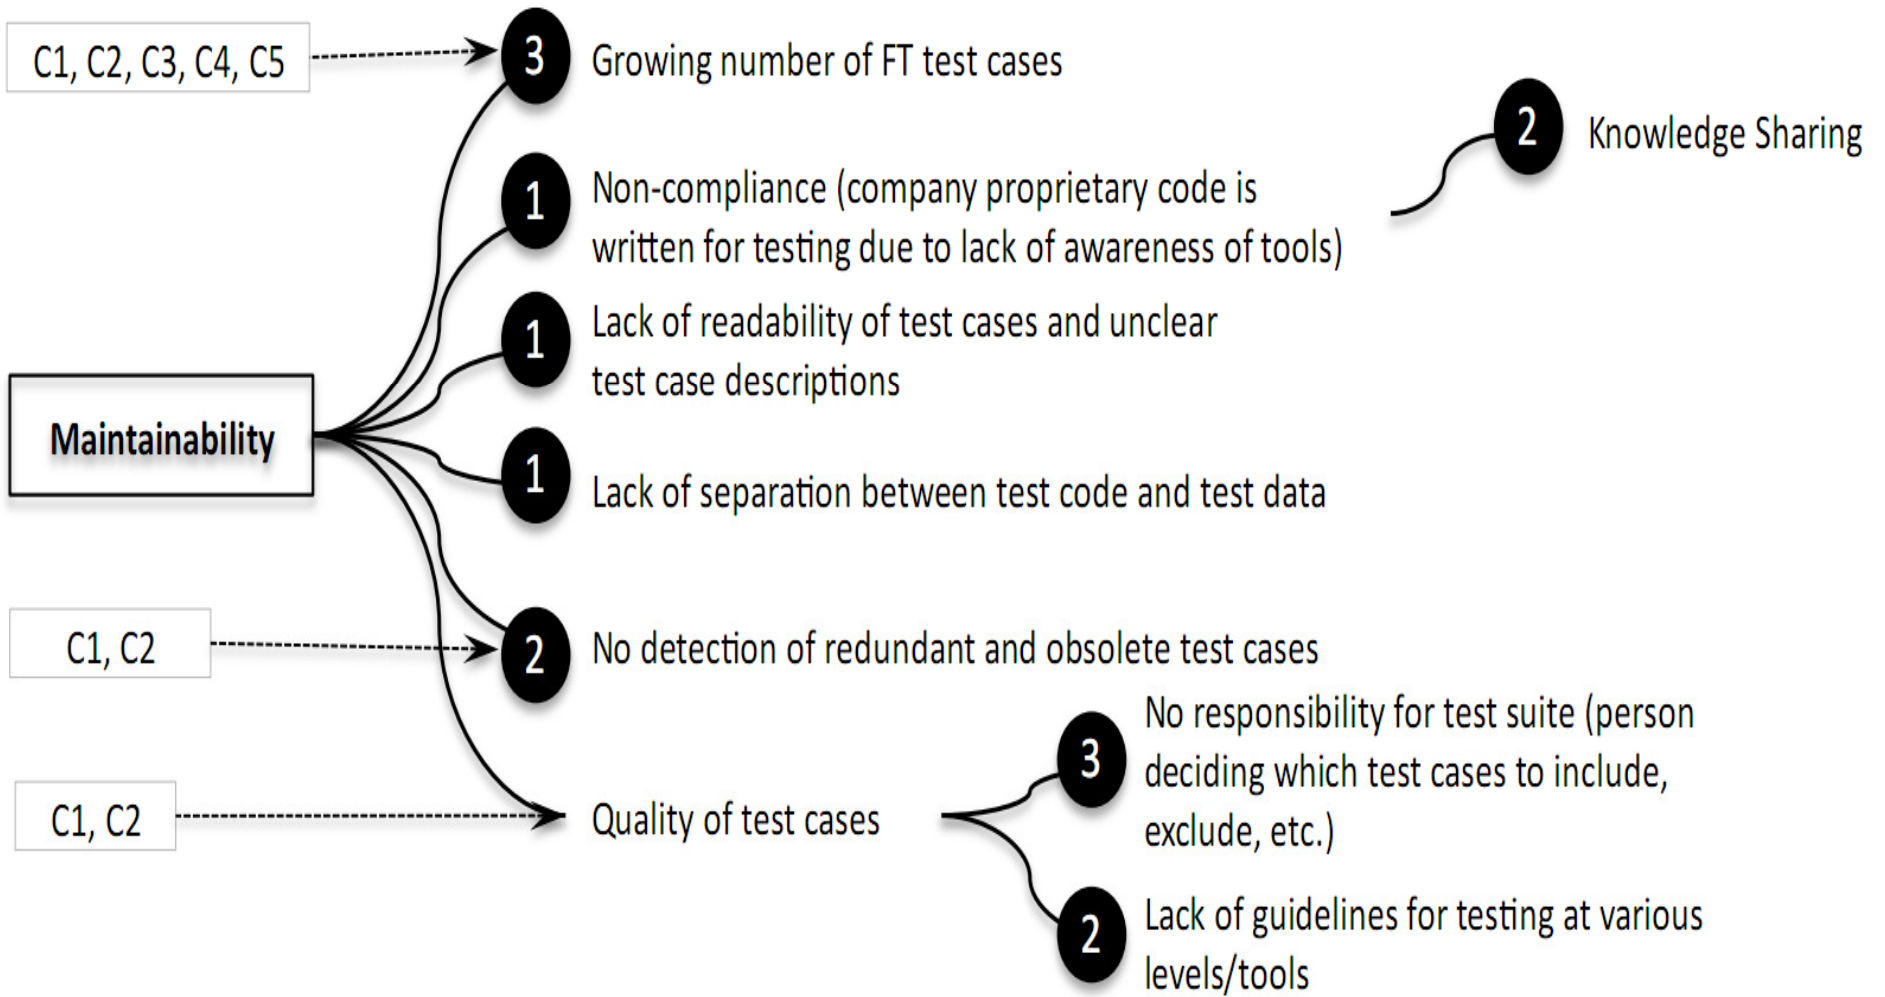 C1, C2, C3, C4, C5
3
Growing number of FT test cases
2
Knowledge Sharing
1
Non-compliance (company proprietary code is
written for testing due to lack of awareness of tools)
1
Lack of readability of test cases and unclear
test case descriptions
Maintainability
1
Lack of separation between test code and test data
C1, C2
2
No detection of redundant and obsolete test cases
C1, C2
Quality of test cases
3
No responsibility for test suite (person
deciding which test cases to include,
exclude, etc.)
2
Lack of guidelines for testing at various
levels/tools